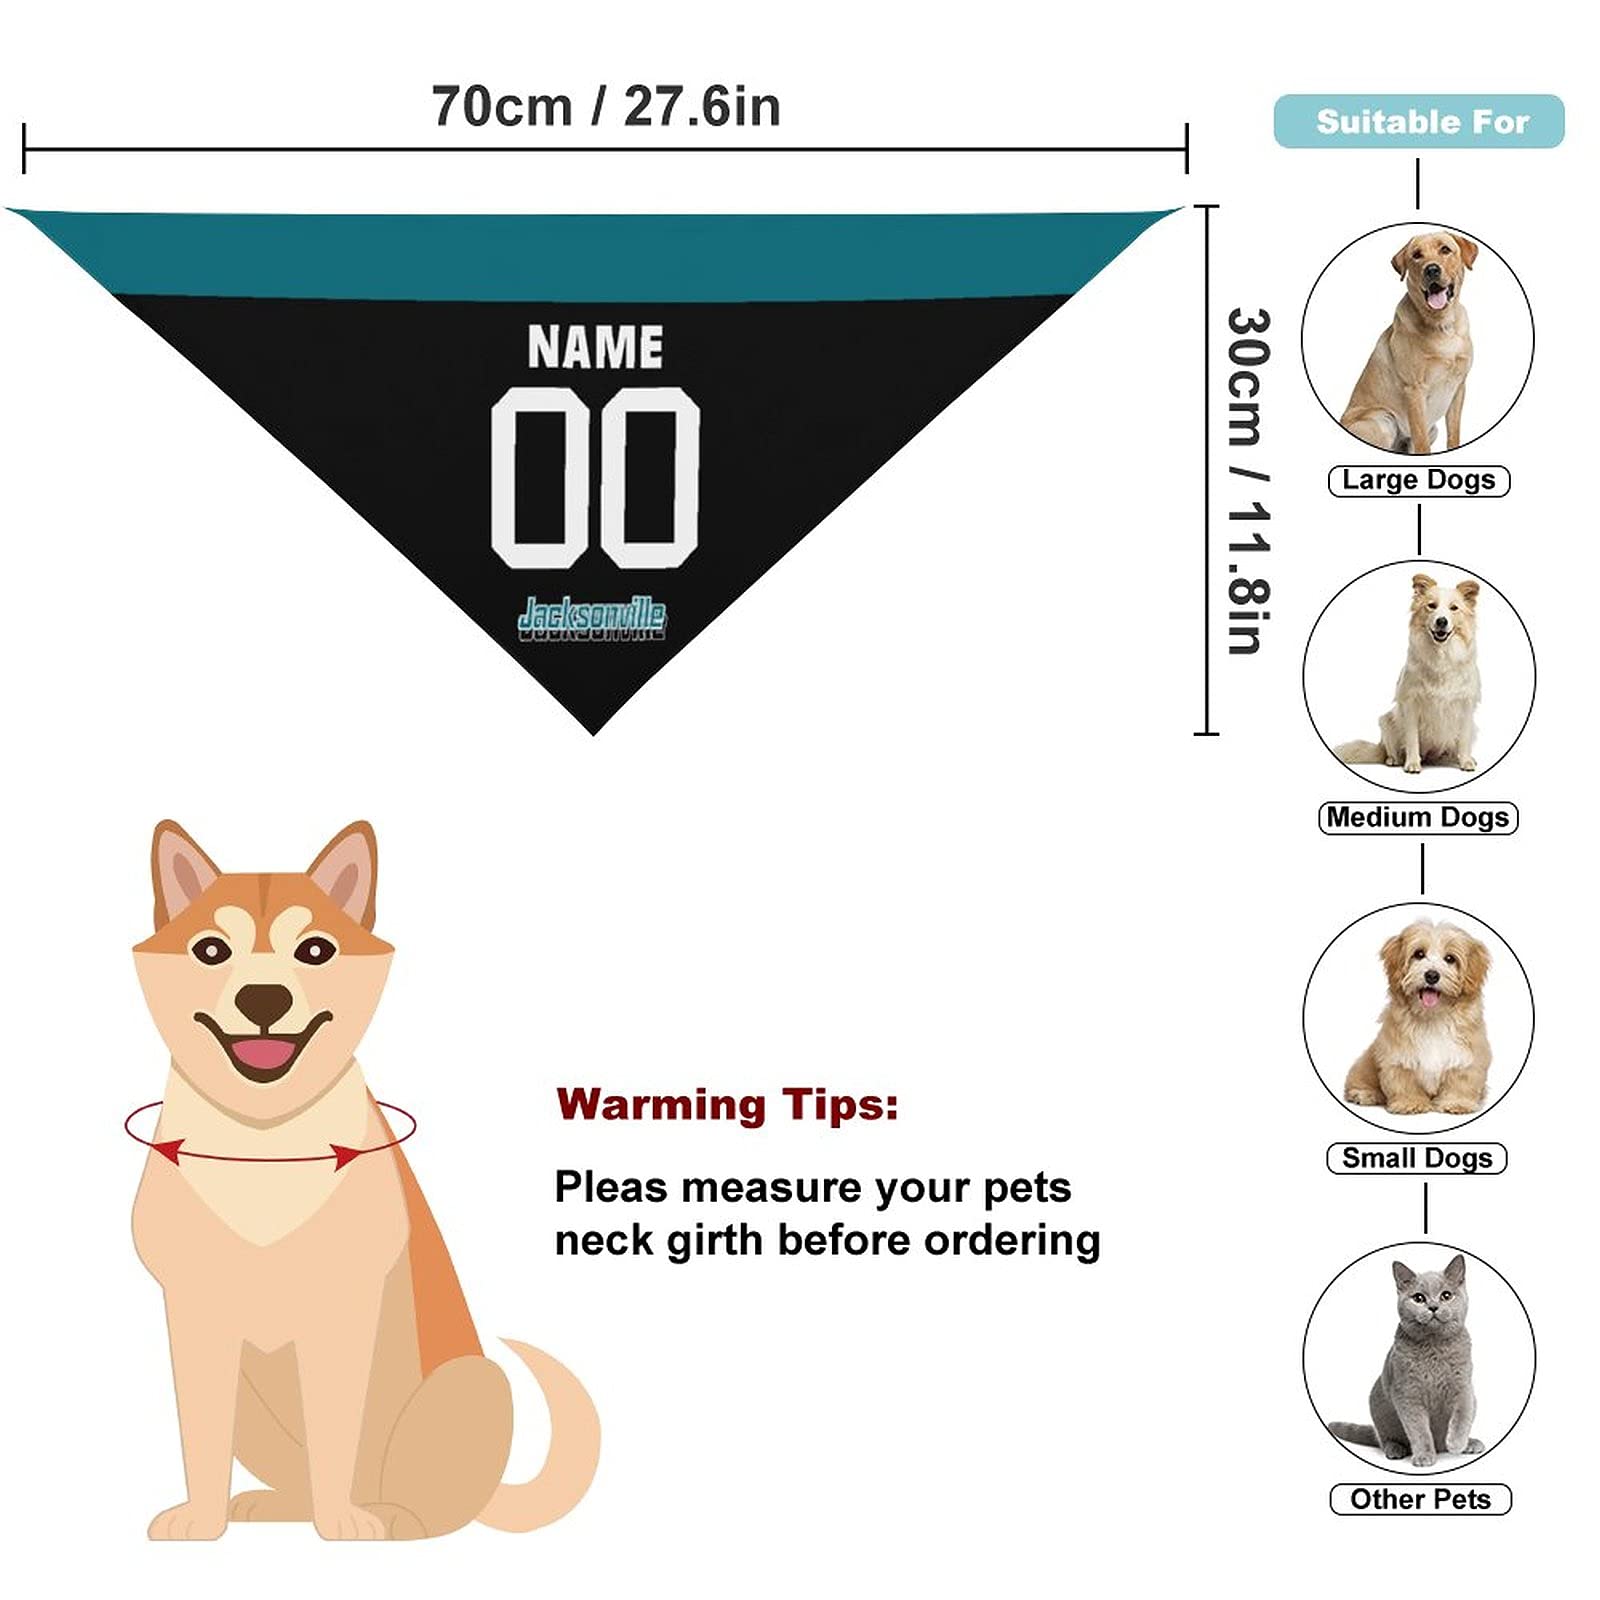 70cm / 27.6in
Suitable For
NAME
00
Jacksonville
30cm / 11.8in
Large Dogs
Medium Dogs
Small Dogs
Other Pets
Warming Tips:
Pleas measure your pets
neck girth before ordering